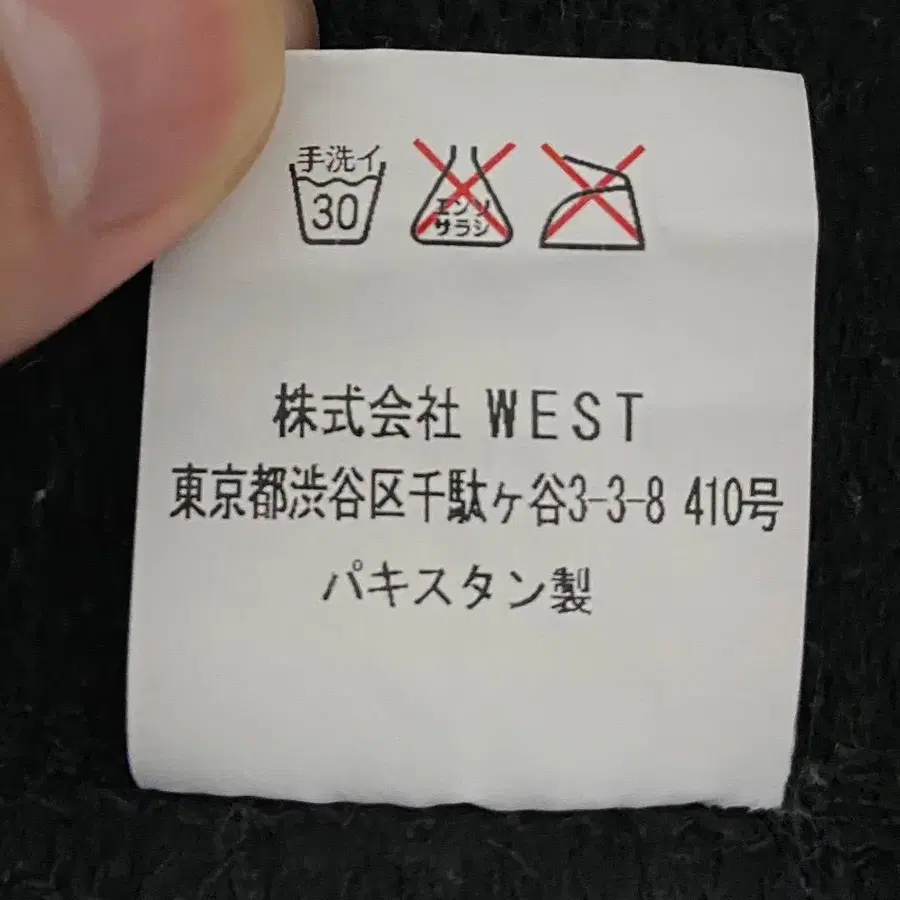 手洗イ
30
エンソ
サラシ
株式会社 WEST
東京都渋谷区千駄ヶ谷3-3-8 410号
パキスタン製